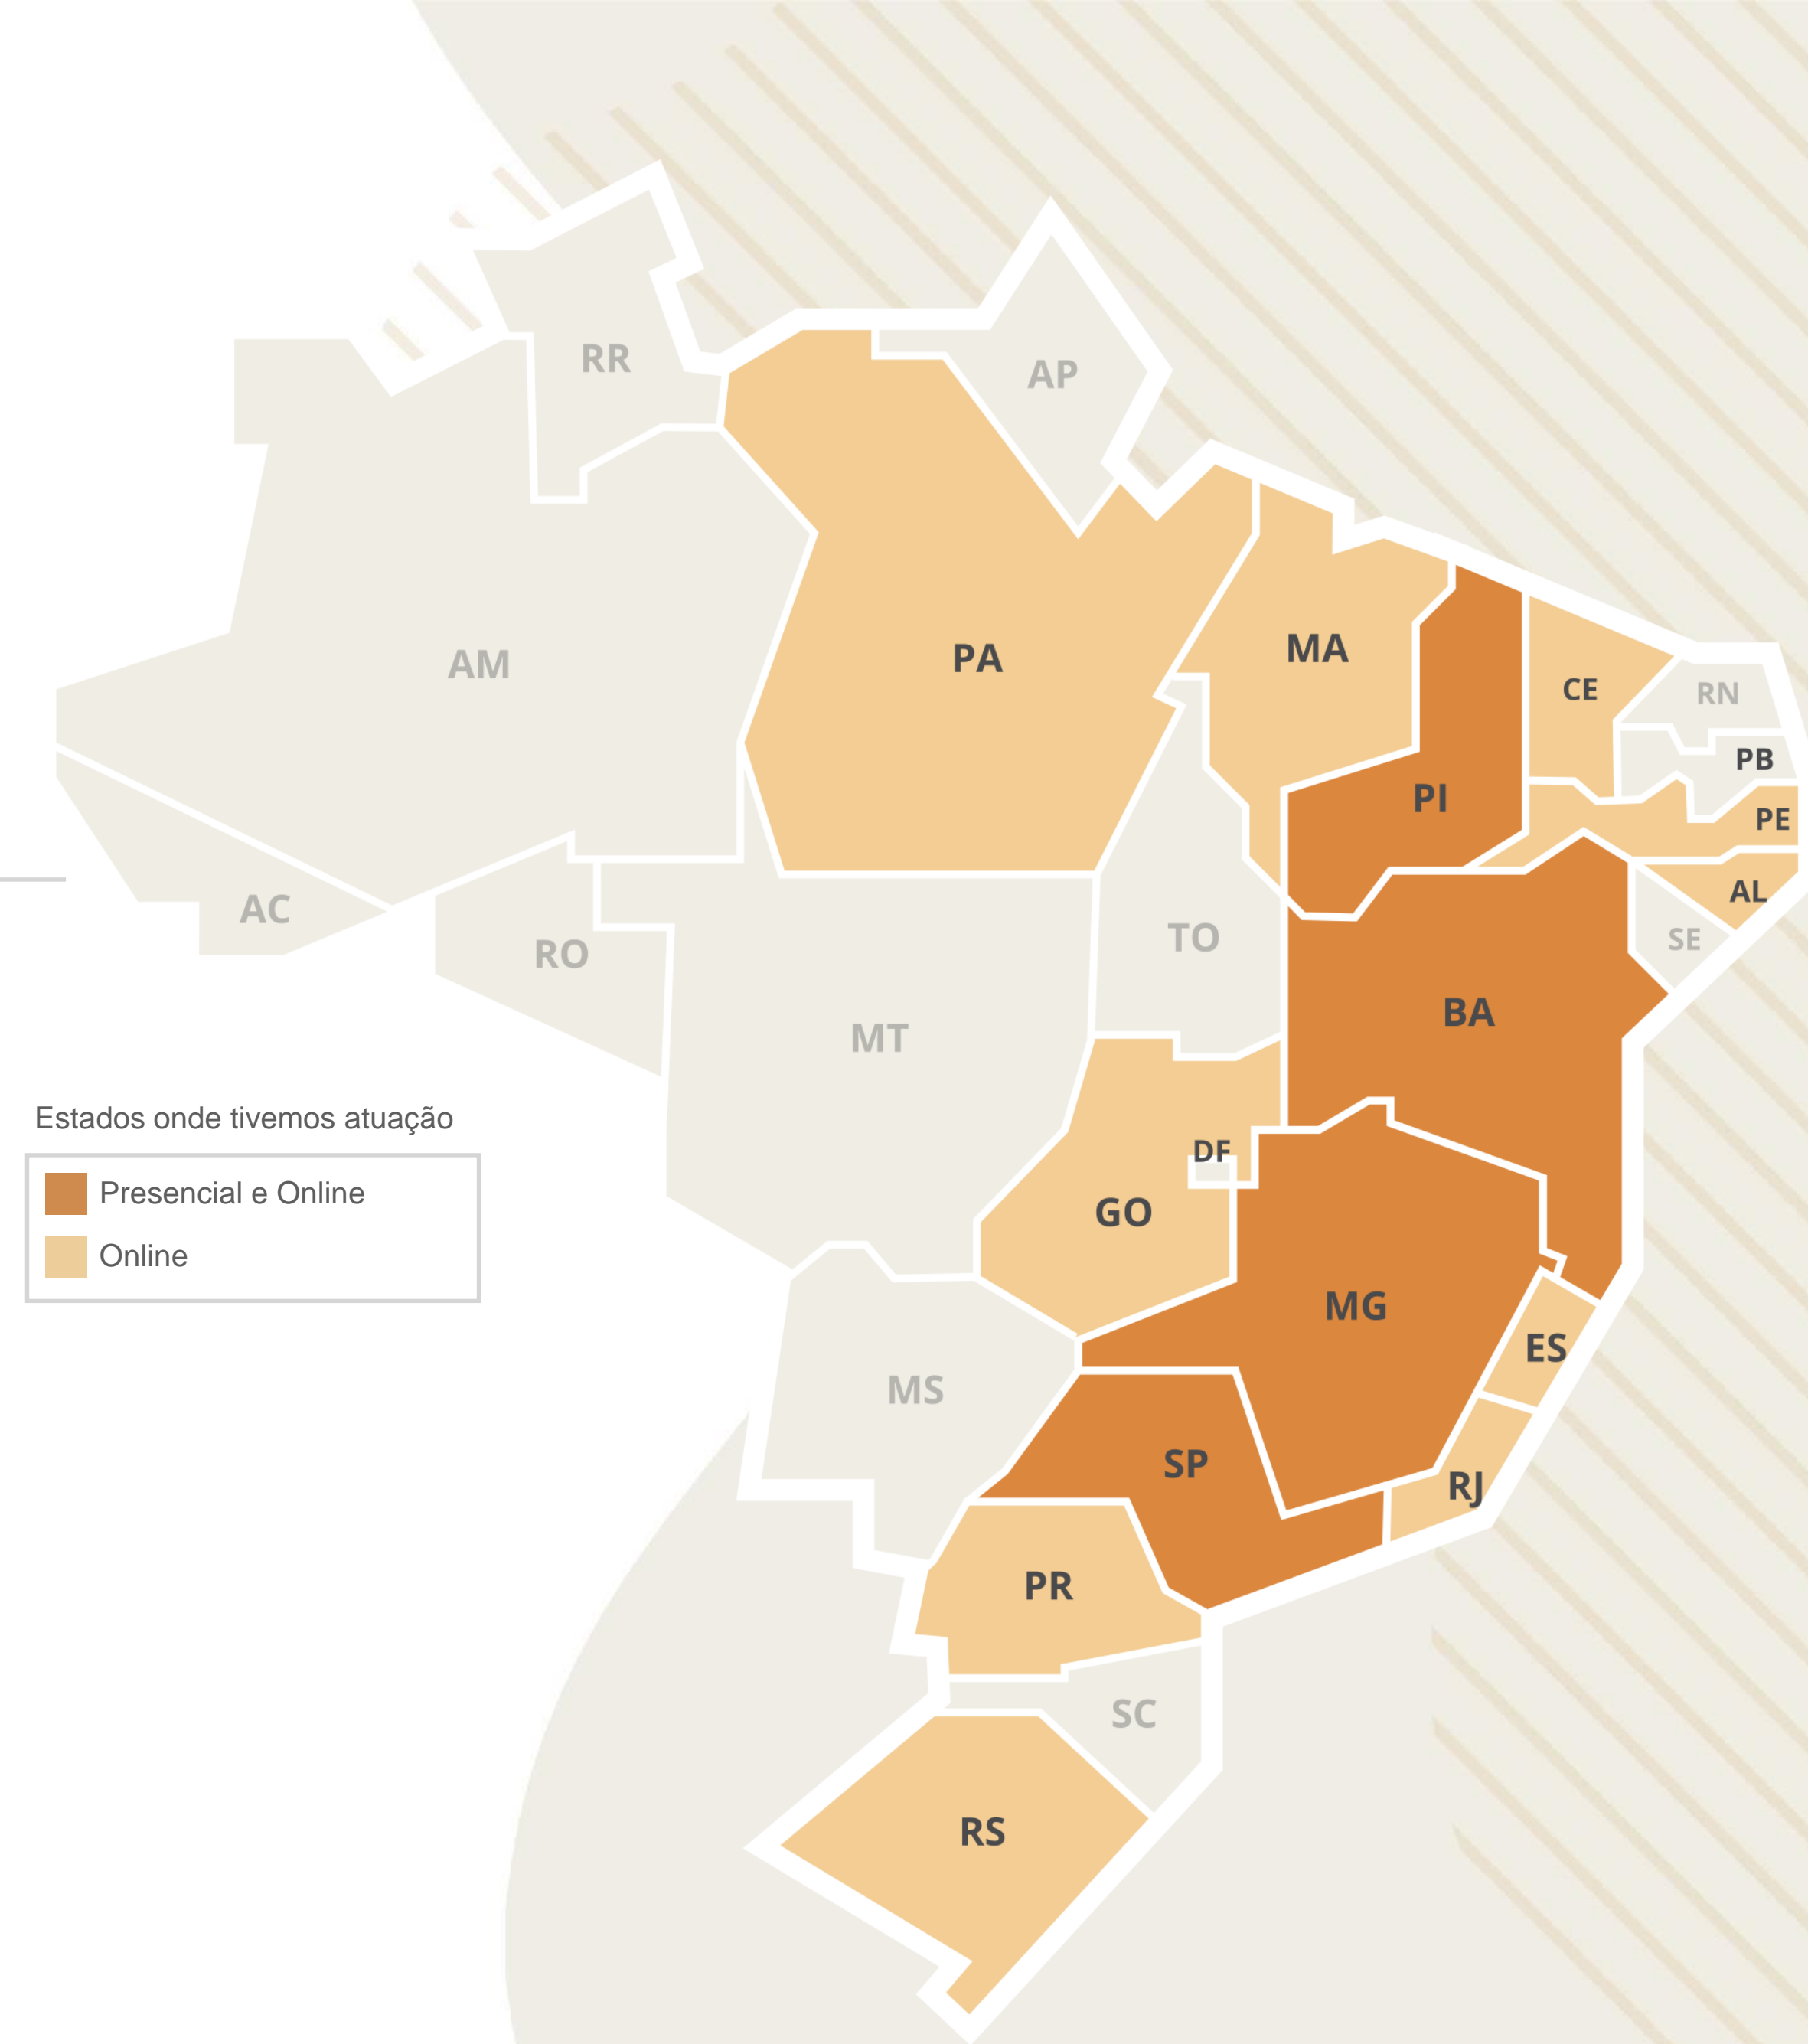 RR
AP
AM
PA
MA
CE
RN
PB
PI
PE
AL
AC
RO
TO
SE
BA
MT
Estados onde tivemos atuação
DF
Presencial e Online
GO
Online
MG
ES
MS
SP
RJ
PR
SC
RS